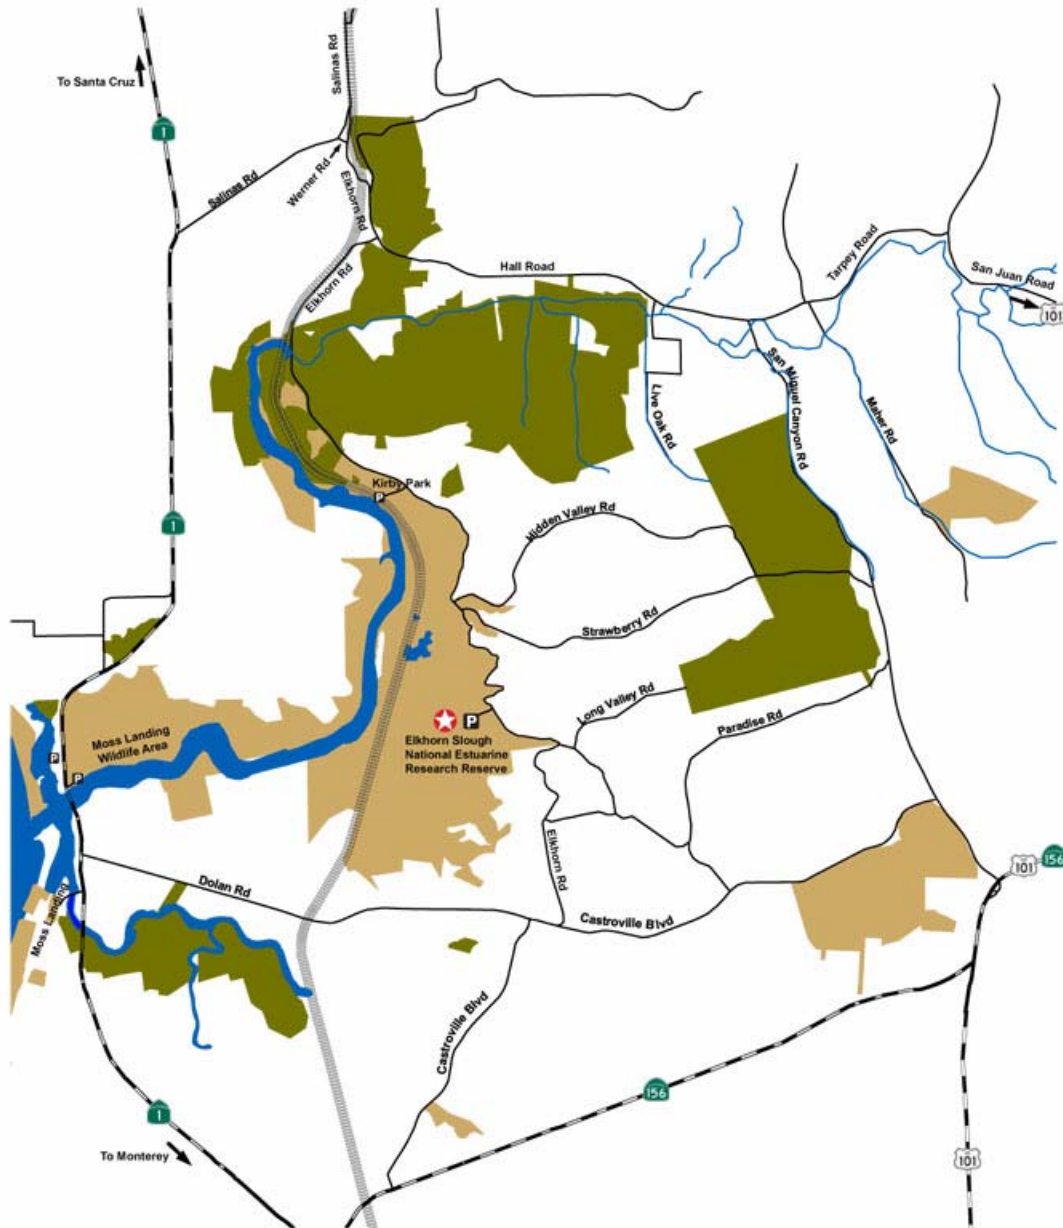 Salinas Rd
To Santa Cruz
1
Werner Rd
Salinas Rd
Elkhorn Rd
Elkhorn Rd
Hall Road
Tarpey Road
San Juan Road
101
San Miguel Canyon Rd
Live Oak Rd
Maher Rd
Kirby Park
P
1
Hidden Valley Rd
Strawberry Rd
Long Valley Rd
Paradise Rd
P
Elkhorn Slough
National Estuarine
Research Reserve
Moss Landing
Wildlife Area
P
P
Elkhorn Rd
101
156
Dolan Rd
Castroville Blvd
Moss Landing
Castroville Blvd
156
1
To Monterey
101